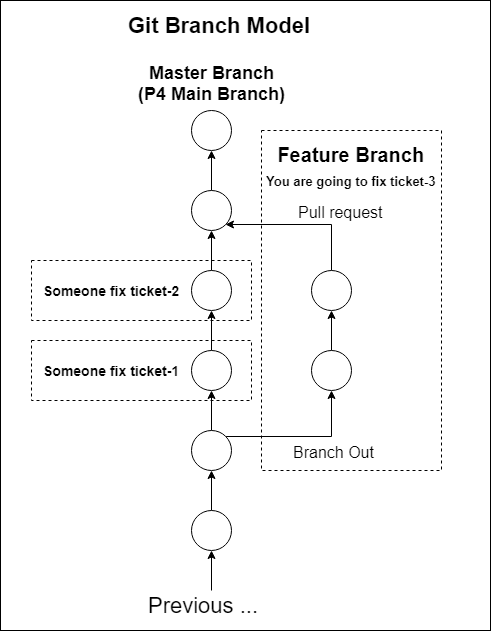 Git Branch Model
Master Branch
(P4 Main Branch)
Feature Branch
You are going to fix ticket-3
Pull request
Someone fix ticket-2
Someone fix ticket-1
Branch Out
Previous ...